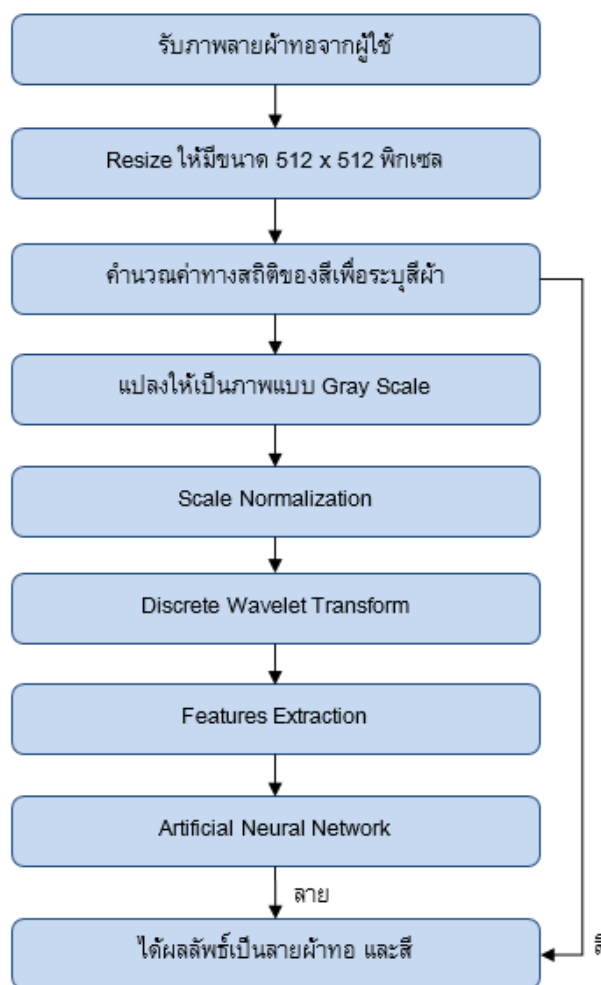 รับภาพลายผ้าทอจากผู้ใช้
Resize ให้มีขนาด 512 x 512 พิกเซล
คำนวณค่าทางสถิติของสีเพื่อระบุสีผ้า
แปลงให้เป็นภาพแบบ Gray Scale
Scale Normalization
Discrete Wavelet Transform
Features Extraction
Artificial Neural Network
ลาย
ได้ผลลัพธ์เป็นลายผ้าทอ และสี
สี